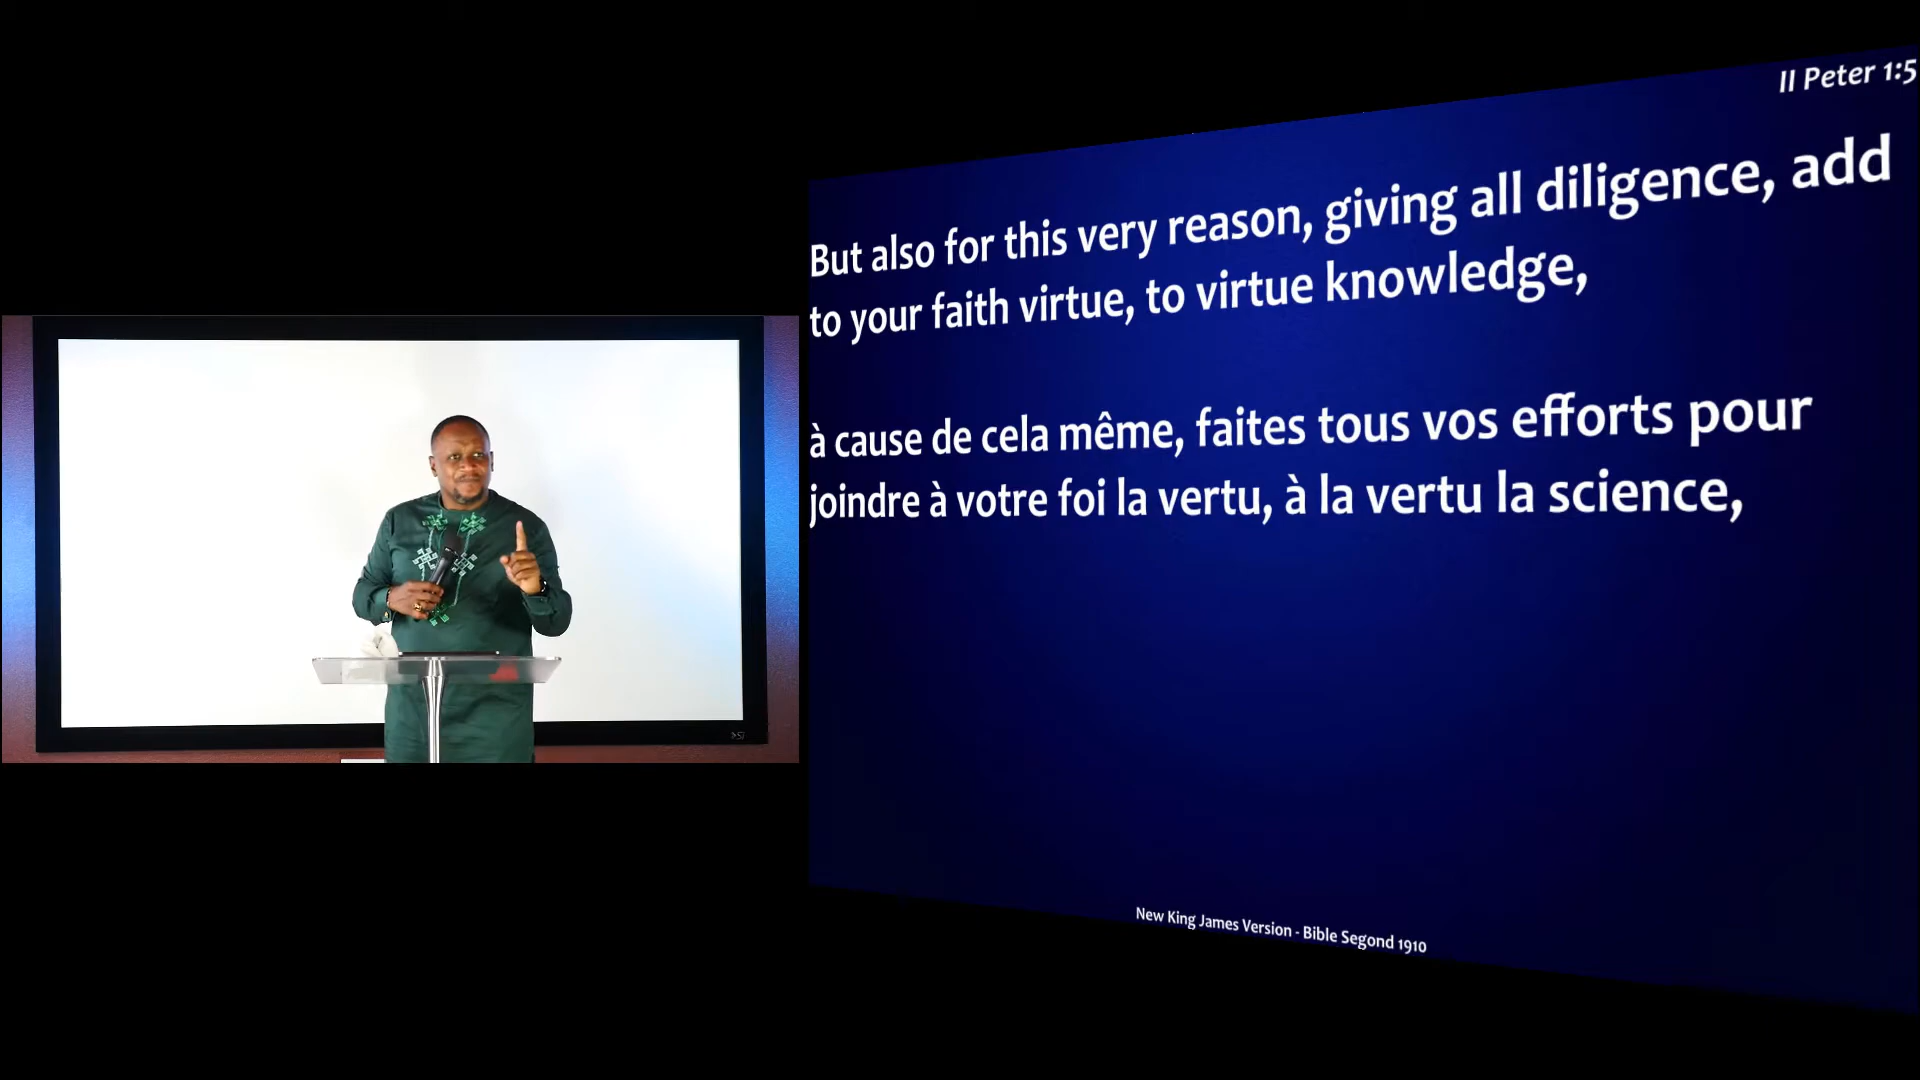 II Peter 1:5
But also for this very reason, giving all diligence, add
to your faith virtue, to virtue knowledge,
à cause de cela même, faites tous vos efforts pour
joindre à votre foi la vertu, à la vertu la science,
New King James Version - Bible Segond 1910